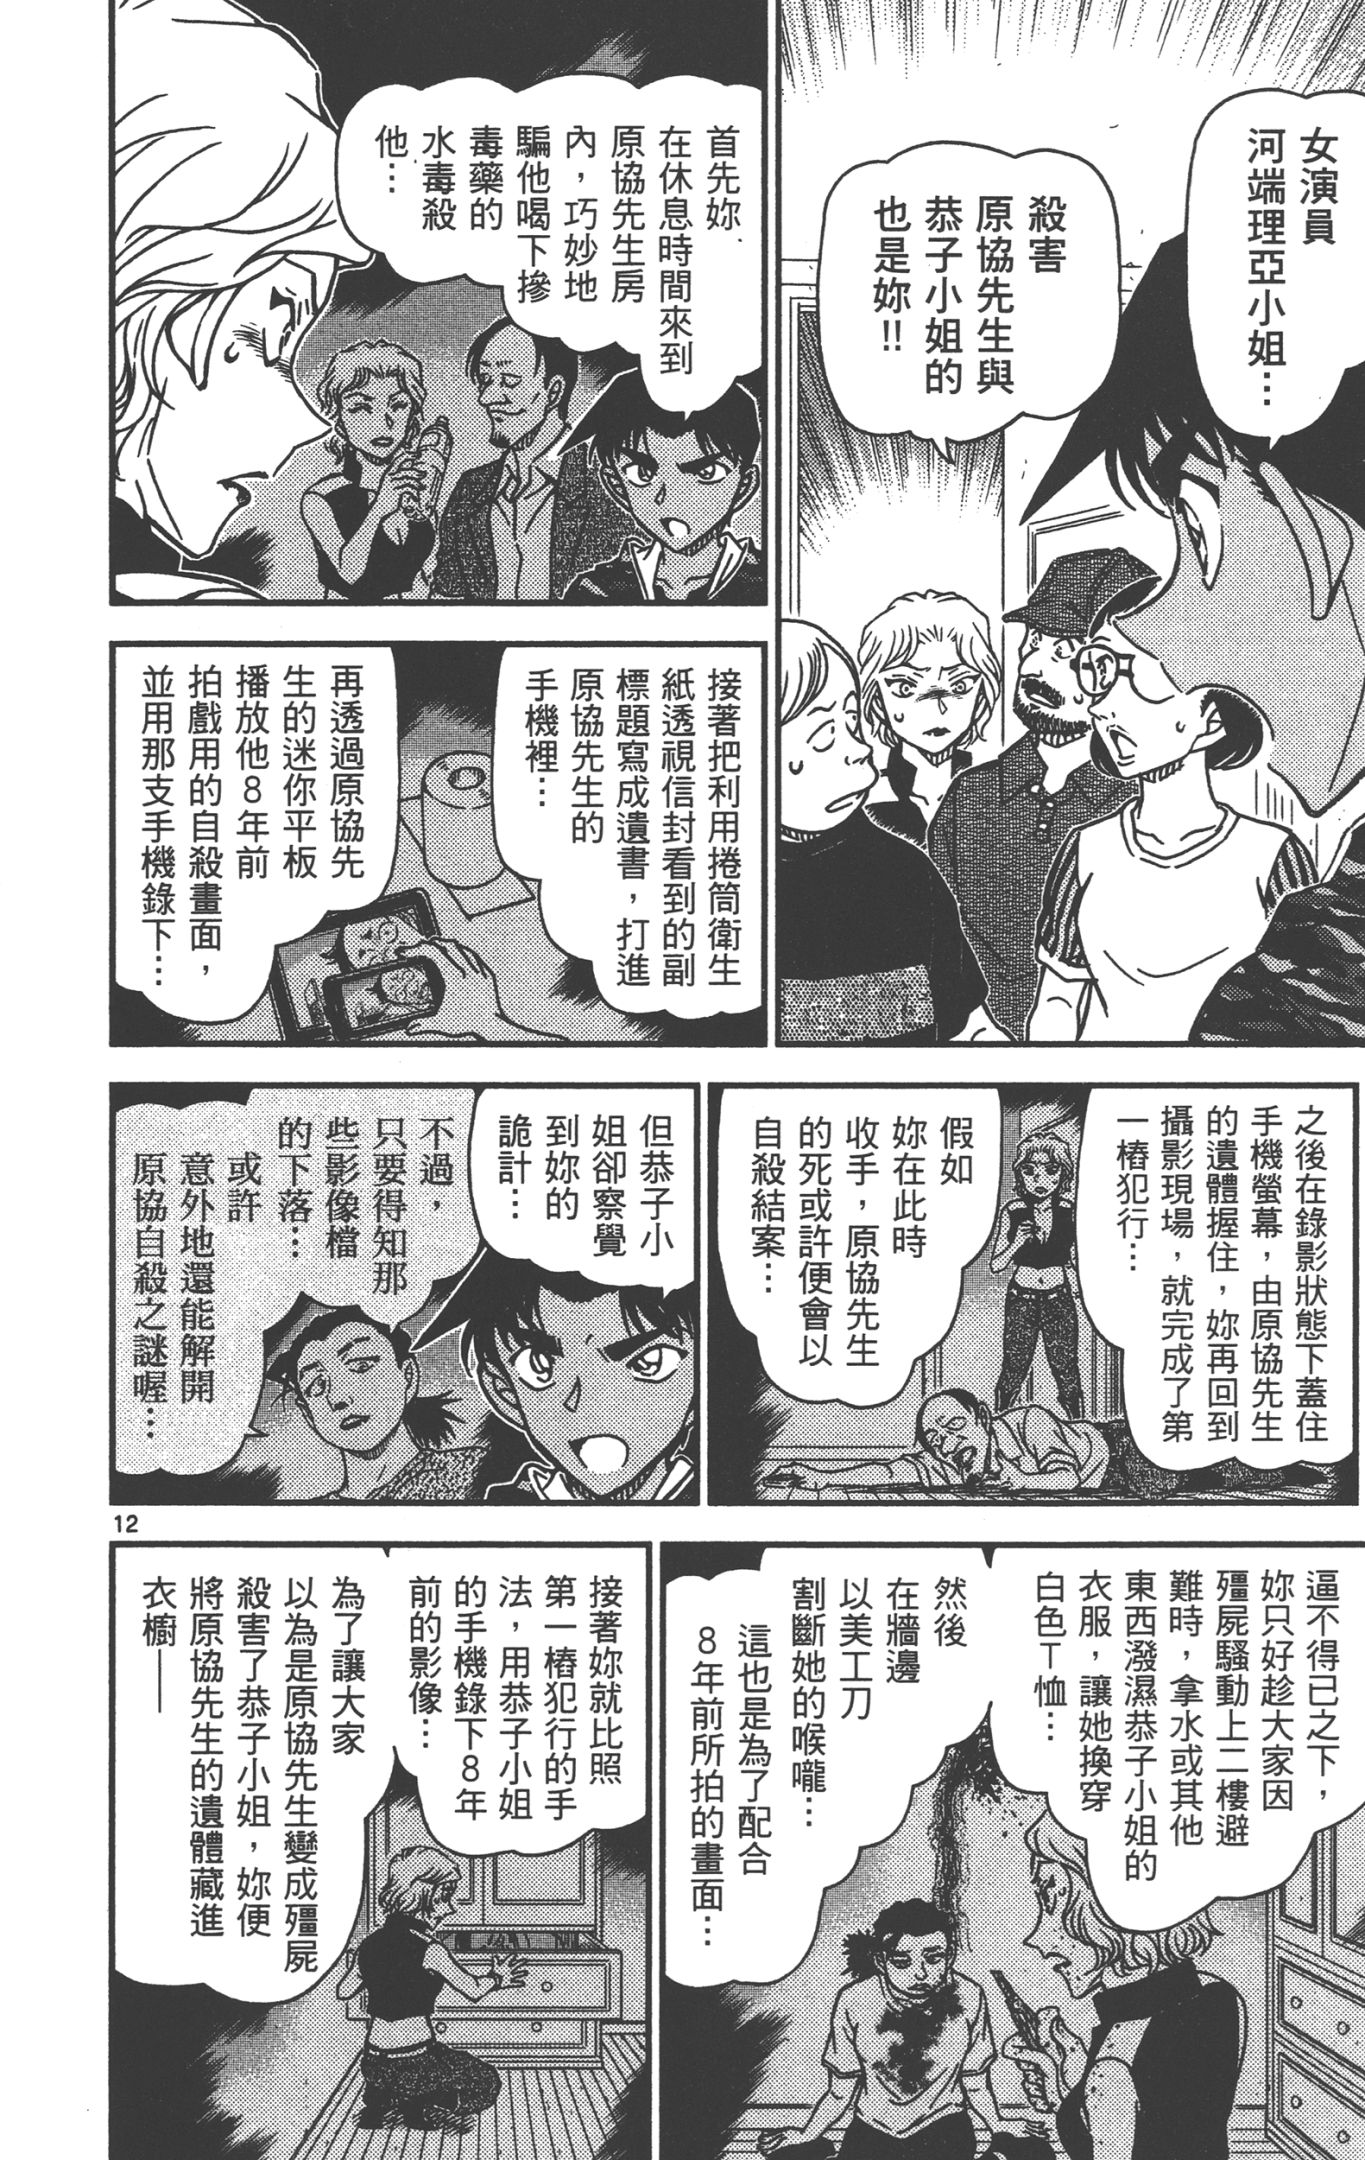 女演員
河端理亞小姐…
殺害
原協先生與
恭子小姐的
也是妳!!
首先妳
在休息時間來到
原協先生房
內，巧妙地
騙他喝下摻
毒藥的
水毒殺
他…
接著把利用捲筒衛生
紙透視信封看到的副
標題寫成遺書，打進
原協先生的
手機裡…
再透過原協先
生的迷你平板
播放他8年前
拍戲用的自殺畫面，
並用那支手機錄下…
之後在錄影狀態下蓋住
手機螢幕，由原協先生
的遺體握住，妳再回到
攝影現場，就完成了第
一樁犯行…
假如
妳在此時
收手，原協先生
的死或許便會以
自殺結案…
但恭子小
姐卻察覺
到妳的
詭計…
不過，
只要得知那
些影像檔
的下落…
或許
意外地還能解開
原協自殺之謎喔…
12
逼不得已之下，
妳只好趁大家因
殭屍騷動上二樓避
難時，拿水或其他
東西潑濕恭子小姐的
衣服，讓她換穿
白色T恤…
然後
在牆邊
以美工刀
割斷她的喉嚨…
這也是為了配合
8年前所拍的畫面…
接著妳就比照
第一樁犯行的手
法，用恭子小姐
的手機錄下8年
前的影像…
為了讓大家
以為是原協先生變成殭屍
殺害了恭子小姐，妳便
將原協先生的遺體藏進
衣櫥──